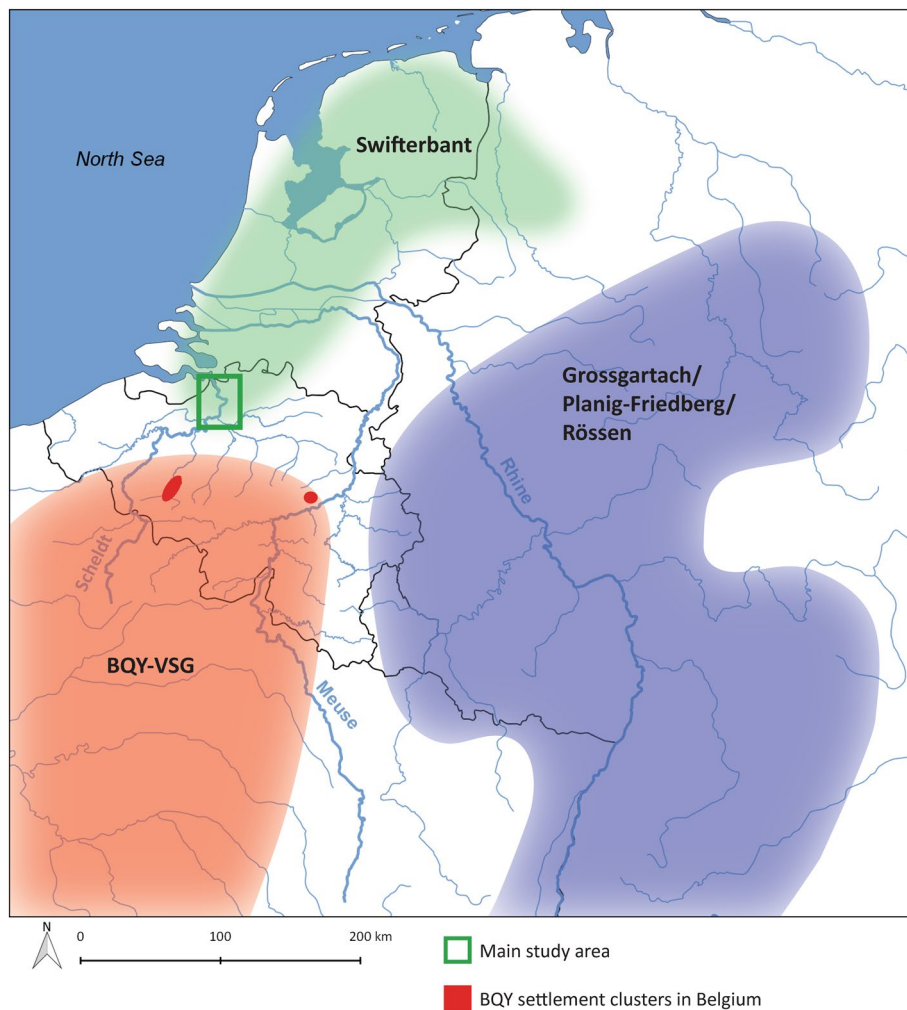 North Sea
Swifterbant
Grossgartach/
Planig-Friedberg/
Rössen
Rhine
Scheldt
BQY-VSG
Meuse
N
0 100 200 km
Main study area
BQY settlement clusters in Belgium